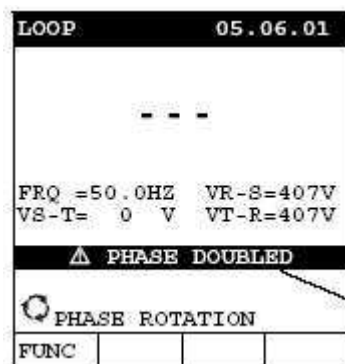 LOOP 05.06.01
- - -
FRQ =50.0HZ VR-S=407V
VS-T= 0 V VT-R=407V
⚠ PHASE DOUBLED
PHASE ROTATION
FUNC